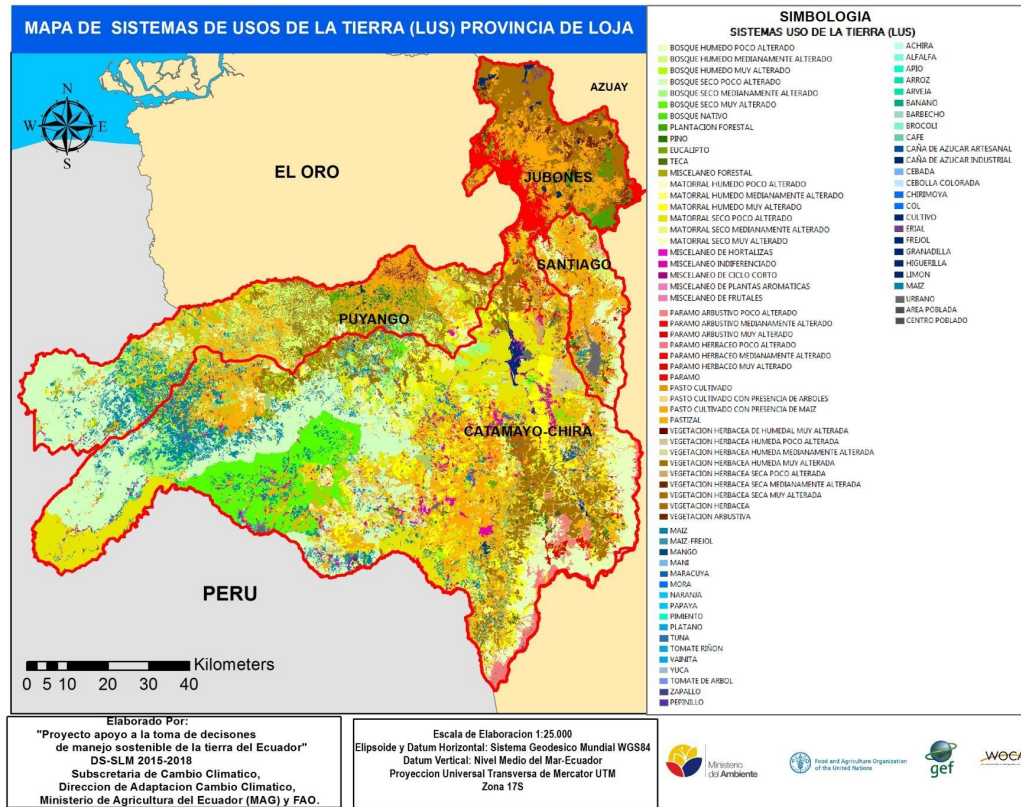 MAPA DE SISTEMAS DE USOS DE LA TIERRA (LUS) PROVINCIA DE LOJA
N
W
E
S
AZUAY
EL ORO
JUBONES
SANTIAGO
PUYANGO
CATAMAYO-CHIRA
PERU
Kilometers
0 5 10 20 30 40
SIMBOLOGIA
SISTEMAS USO DE LA TIERRA (LUS)
BOSQUE HUMEDO POCO ALTERADO
BOSQUE HUMEDO MEDIANAMENTE ALTERADO
BOSQUE HUMEDO MUY ALTERADO
BOSQUE SECO POCO ALTERADO
BOSQUE SECO MEDIANAMENTE ALTERADO
BOSQUE SECO MUY ALTERADO
BOSQUE NATIVO
PLANTACION FORESTAL
PINO
EUCALIPTO
TECA
MISCELANEO FORESTAL
MATORRAL HUMEDO POCO ALTERADO
MATORRAL HUMEDO MEDIANAMENTE ALTERADO
MATORRAL HUMEDO MUY ALTERADO
MATORRAL SECO POCO ALTERADO
MATORRAL SECO MEDIANAMENTE ALTERADO
MATORRAL SECO MUY ALTERADO
MISCELANEO DE HORTALIZAS
MISCELANEO INDIFERENCIADO
MISCELANEO DE CICLO CORTO
MISCELANEO DE PLANTAS AROMATICAS
MISCELANEO DE FRUTALES
PARAMO ARBUSTIVO POCO ALTERADO
PARAMO ARBUSTIVO MEDIANAMENTE ALTERADO
PARAMO ARBUSTIVO MUY ALTERADO
PARAMO HERBACEO POCO ALTERADO
PARAMO HERBACEO MEDIANAMENTE ALTERADO
PARAMO HERBACEO MUY ALTERADO
PARAMO
PASTO CULTIVADO
PASTO CULTIVADO CON PRESENCIA DE ARBOLES
PASTO CULTIVADO CON PRESENCIA DE MAIZ
PASTIZAL
VEGETACION HERBACEA DE HUMEDAL MUY ALTERADA
VEGETACION HERBACEA HUMEDA POCO ALTERADA
VEGETACION HERBACEA HUMEDA MEDIANAMENTE ALTERADA
VEGETACION HERBACEA HUMEDA MUY ALTERADA
VEGETACION HERBACEA SECA POCO ALTERADA
VEGETACION HERBACEA SECA MEDIANAMENTE ALTERADA
VEGETACION HERBACEA SECA MUY ALTERADA
VEGETACION HERBACEA
VEGETACION ARBUSTIVA
MAIZ
MAIZ-FREJOL
MANGO
MANI
MARACUYA
MORA
NARANJA
PAPAYA
PIMIENTO
PLATANO
TUNA
TOMATE RIÑON
VAINITA
YUCA
TOMATE DE ARBOL
ZAPALLO
PEPINILLO
ACHIRA
ALFALFA
APIO
ARROZ
ARVEJA
BANANO
BARBECHO
BROCOLI
CAFE
CAÑA DE AZUCAR ARTESANAL
CAÑA DE AZUCAR INDUSTRIAL
CEBADA
CEBOLLA COLORADA
CHIRIMOYA
COL
CULTIVO
ERIAL
FREJOL
GRANADILLA
HIGUERILLA
LIMON
MAIZ
URBANO
AREA POBLADA
CENTRO POBLADO
Elaborado Por:
"Proyecto apoyo a la toma de decisones
de manejo sostenible de la tierra del Ecuador"
DS-SLM 2015-2018
Subscretaria de Cambio Climatico,
Direccion de Adaptacion Cambio Climatico,
Ministerio de Agricultura del Ecuador (MAG) y FAO.
Escala de Elaboracion 1:25.000
Elipsoide y Datum Horizontal: Sistema Geodesico Mundial WGS84
Datum Vertical: Nivel Medio del Mar-Ecuador
Proyeccion Universal Transversa de Mercator UTM
Zona 17S
Ministerio
del Ambiente
Food and Agriculture Organization
of the United Nations
gef
WOCA